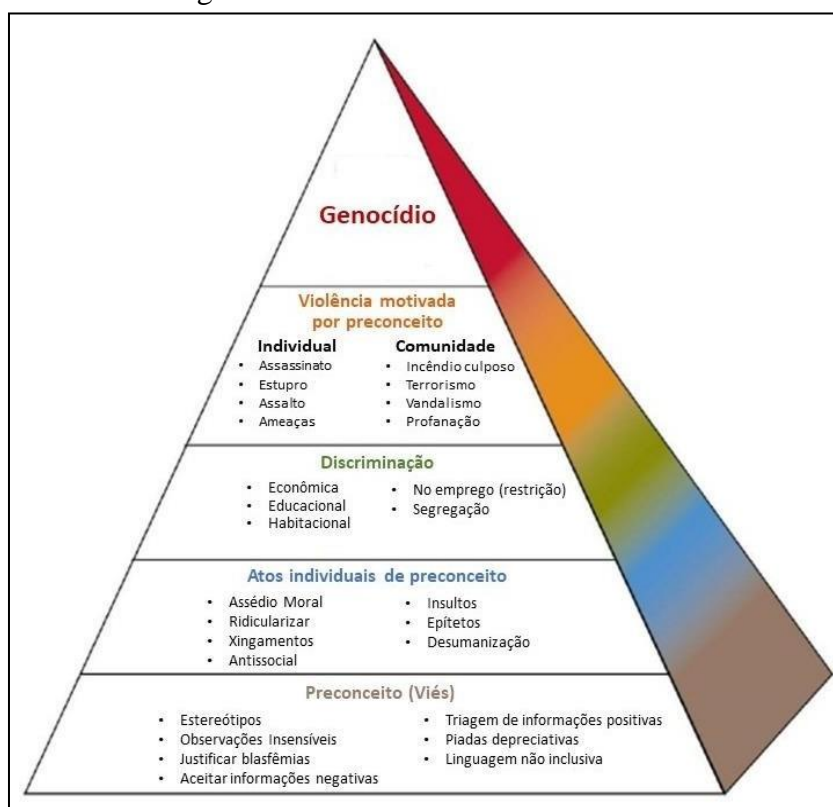 Genocídio
Violência motivada
por preconceito
Individual
• Assassinato
• Estupro
• Assalto
• Ameaças
Comunidade
• Incêndio culposo
• Terrorismo
• Vandalismo
• Profanação
Discriminação
• Econômica
• Educacional
• Habitacional
• No emprego (restrição)
• Segregação
Atos individuais de preconceito
• Assédio Moral
• Ridicularizar
• Xingamentos
• Antissocial
• Insultos
• Epítetos
• Desumanização
Preconceito (Viés)
• Estereótipos
• Observações Insensíveis
• Justificar blasfêmias
• Aceitar informações negativas
• Triagem de informações positivas
• Piadas depreciativas
• Linguagem não inclusiva